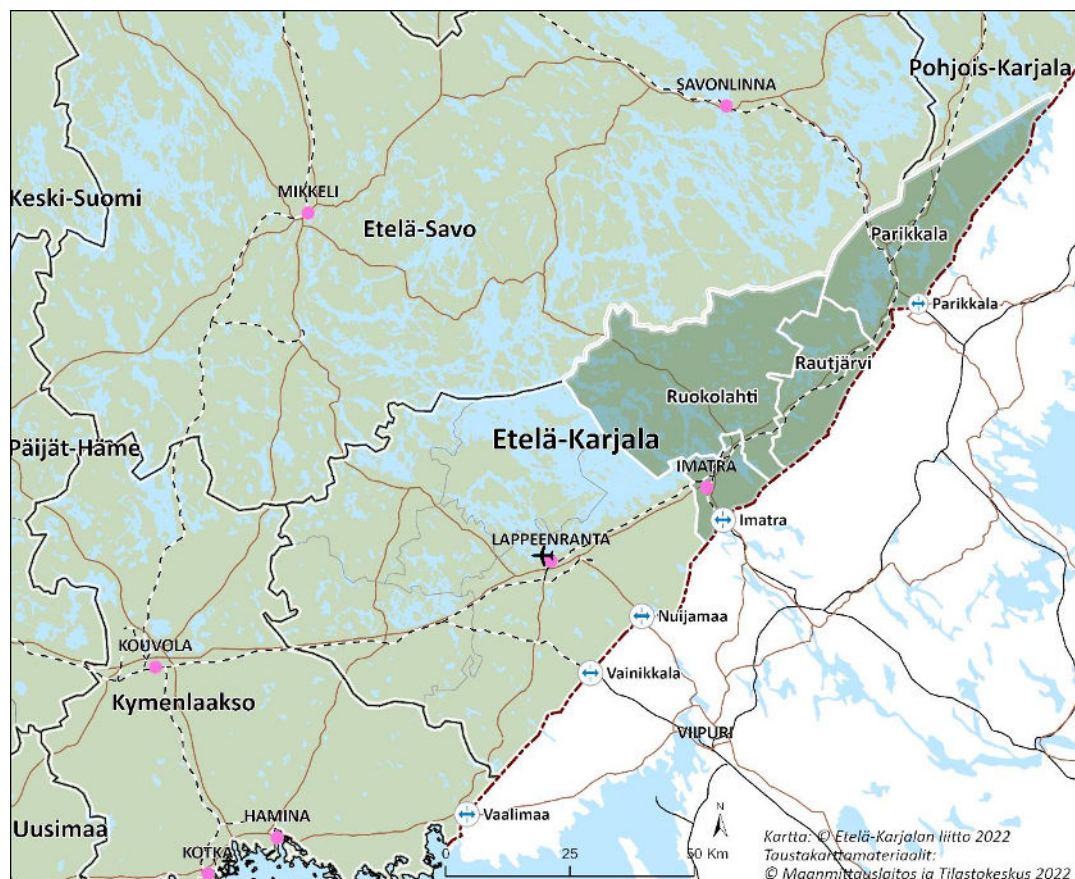 Pohjois-Karjala
SAVONLINNA
Keski-Suomi
MIKKELI
Etelä-Savo
Parikkala
Parikkala
Rautjärvi
Ruokolahti
Etelä-Karjala
Päijät-Häme
IMATRA
Imatra
LAPPEENRANTA
Nuijamaa
KOUVOLA
Vainikkala
Kymenlaakso
VIIPURI
Vaalimaa
HAMINA
Uusimaa
KOTKA
N
0 25 50 Km
Kartta: © Etelä-Karjalan liitto 2022
Taustakarttamateriaalit:
© Maanmittauslaitos ja Tilastokeskus 2022